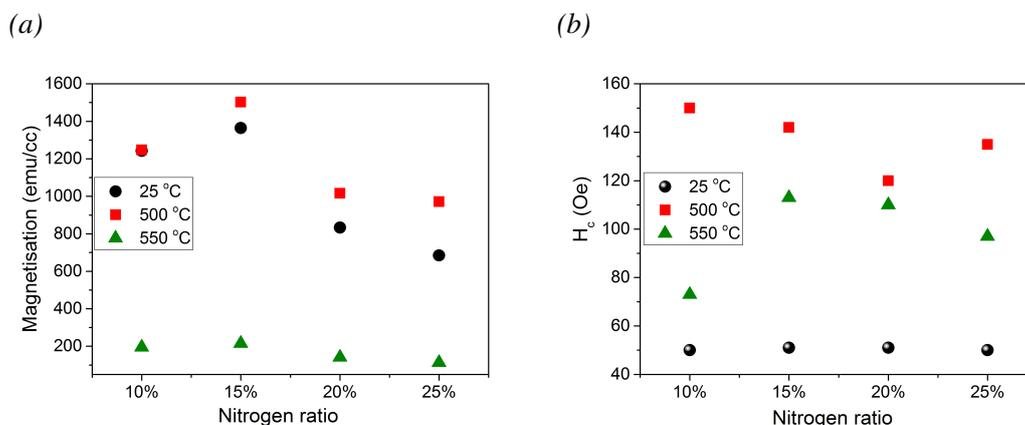 (a)
(b)
1600
1400
1200
1000
800
600
400
200
Magnetisation (emu/cc)
25 °C
500 °C
550 °C
10% 15% 20% 25%
Nitrogen ratio
160
140
120
100
80
60
40
H_c (Oe)
25 °C
500 °C
550 °C
10% 15% 20% 25%
Nitrogen ratio